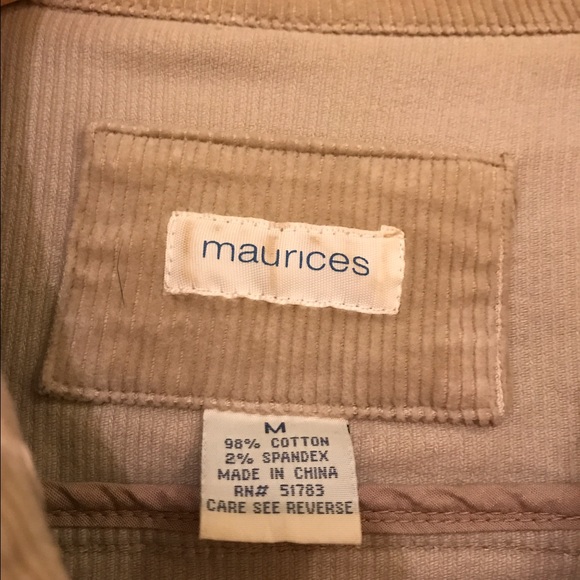 maurices
M
98% COTTON
2% SPANDEX
MADE IN CHINA
RN# 51783
CARE SEE REVERSE